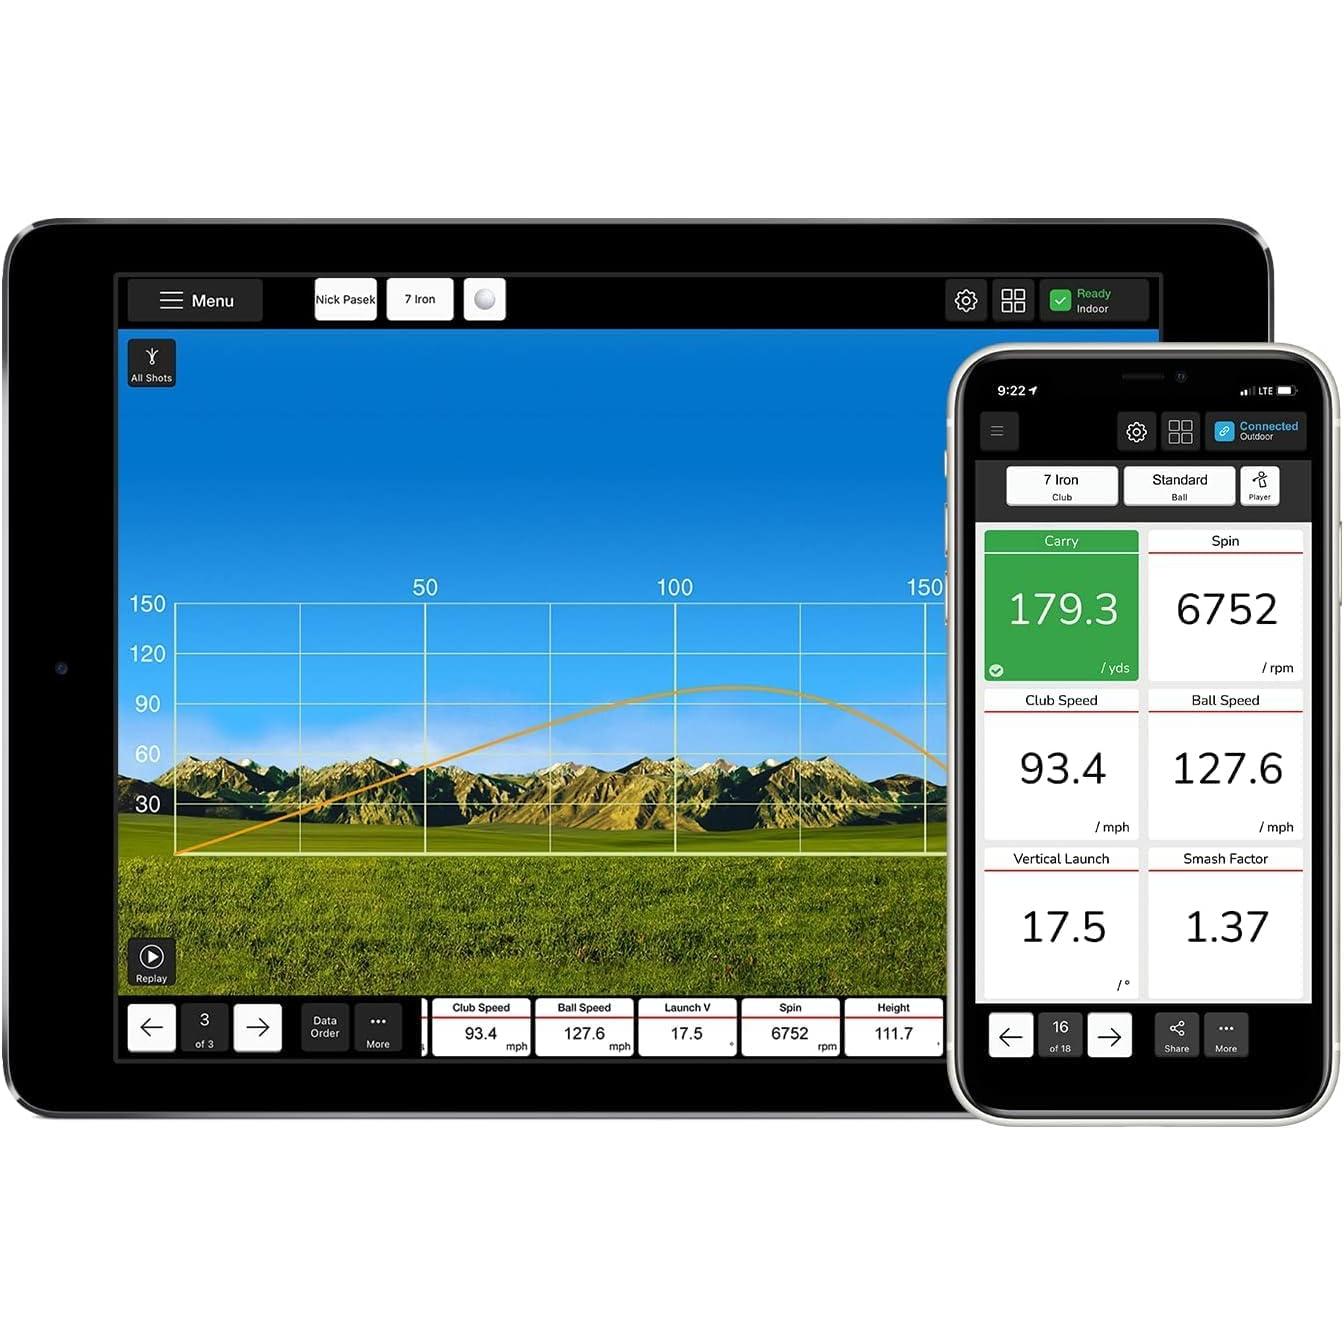 Menu
Nick Pasek
7 Iron
Ready
Indoor
All Shots
50
100
150
150
120
90
60
30
Replay
3
of 3
Data
Order
More
Club Speed
93.4
mph
Ball Speed
127.6
mph
Launch V
17.5
°
Spin
6752
rpm
Height
111.7
'
9:22
LTE
Connected
Outdoor
7 Iron
Club
Standard
Ball
Player
Carry
179.3
/ yds
Spin
6752
/ rpm
Club Speed
93.4
/ mph
Ball Speed
127.6
/ mph
Vertical Launch
17.5
/ °
Smash Factor
1.37
16
of 18
Share
More